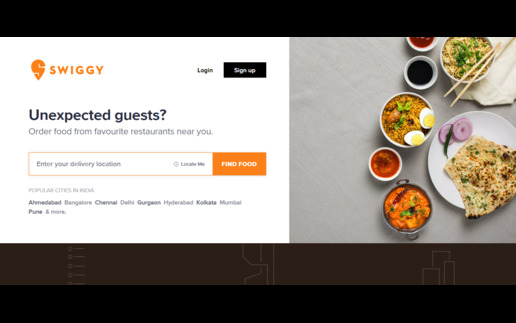 SWIGGY
Login
Sign up
Unexpected guests?
Order food from favourite restaurants near you.
Enter your delivery location
Locate Me
FIND FOOD
POPULAR CITIES IN INDIA
Ahmedabad Bangalore Chennai Delhi Gurgaon Hyderabad Kolkata Mumbai
Pune & more.